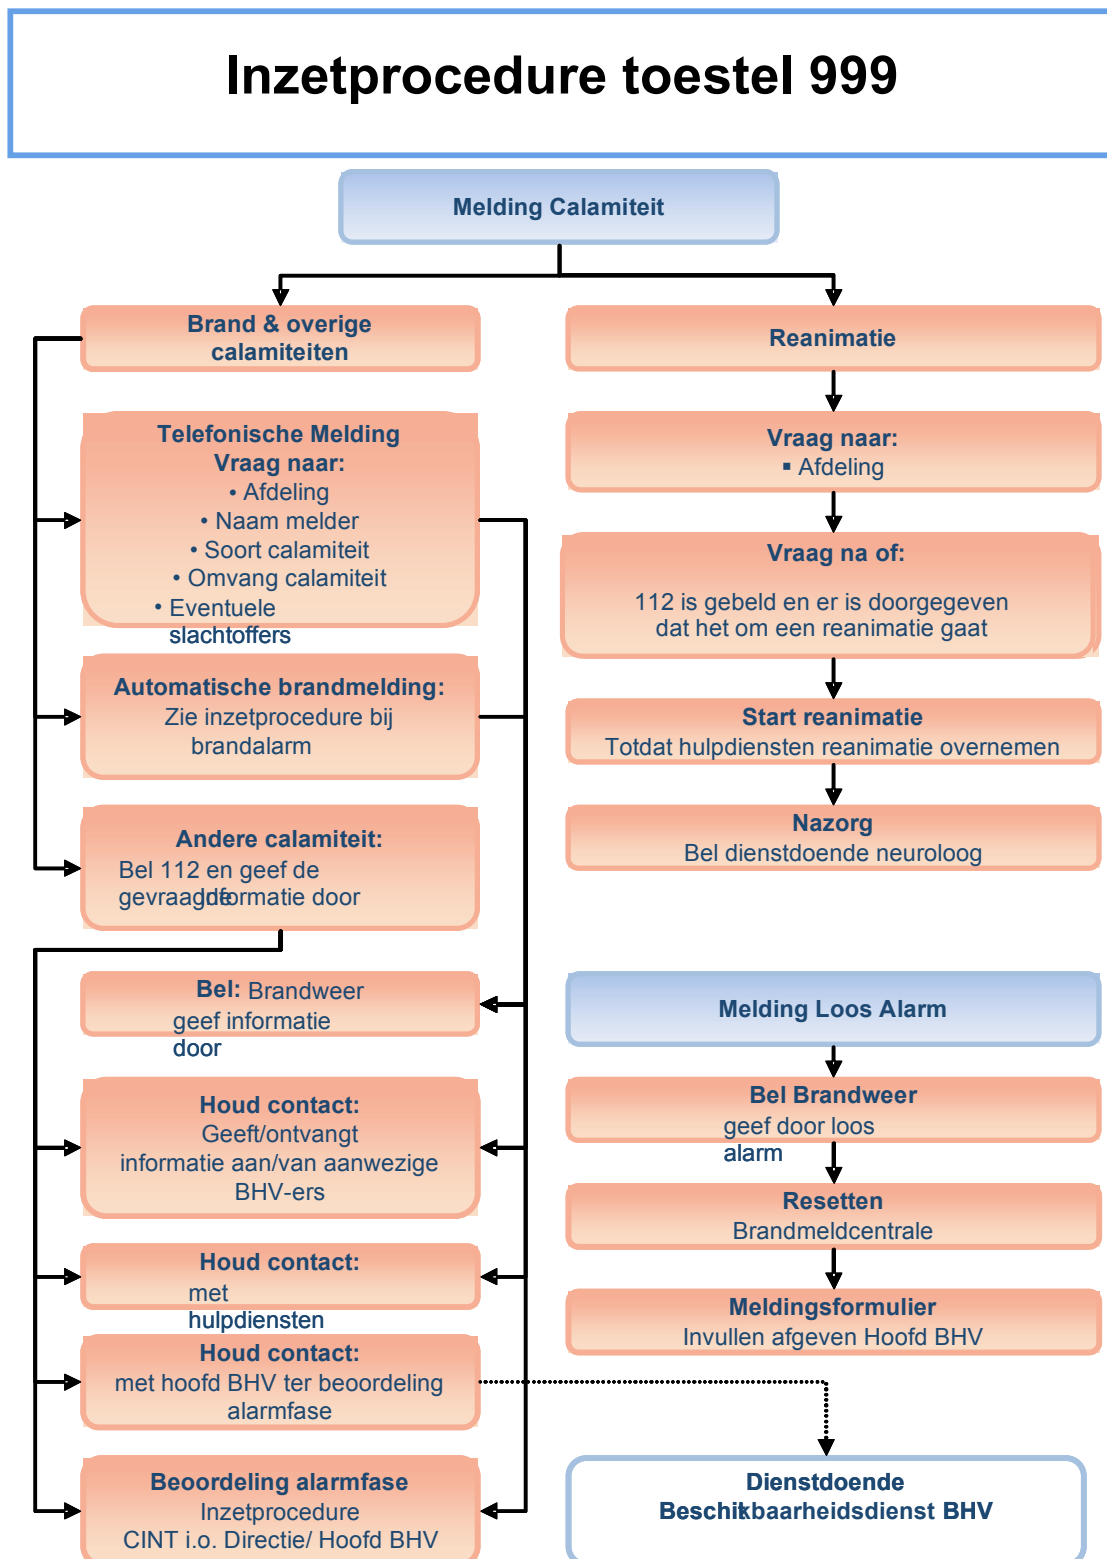 Inzetprocedure toestel 999
Melding Calamiteit
Brand & overige
calamiteiten
Telefonische Melding
Vraag naar:
• Afdeling
• Naam melder
• Soort calamiteit
• Omvang calamiteit
• Eventuele
slachtoffers
Automatische brandmelding:
Zie inzetprocedure bij
brandalarm
Andere calamiteit:
Bel 112 en geef de
gevraagde informatie door
Bel: Brandweer
geef informatie
door
Houd contact:
Geeft/ontvangt
informatie aan/van aanwezige
BHV-ers
Houd contact:
met
hulpdiensten
Houd contact:
met hoofd BHV ter beoordeling
alarmfase
Beoordeling alarmfase
Inzetprocedure
CINT i.o. Directie/ Hoofd BHV
Reanimatie
Vraag naar:
▪ Afdeling
Vraag na of:
112 is gebeld en er is doorgegeven
dat het om een reanimatie gaat
Start reanimatie
Totdat hulpdiensten reanimatie overnemen
Nazorg
Bel dienstdoende neuroloog
Melding Loos Alarm
Bel Brandweer
geef door loos
alarm
Resetten
Brandmeldcentrale
Meldingsformulier
Invullen afgeven Hoofd BHV
Dienstdoende
Beschikbaarheidsdienst BHV